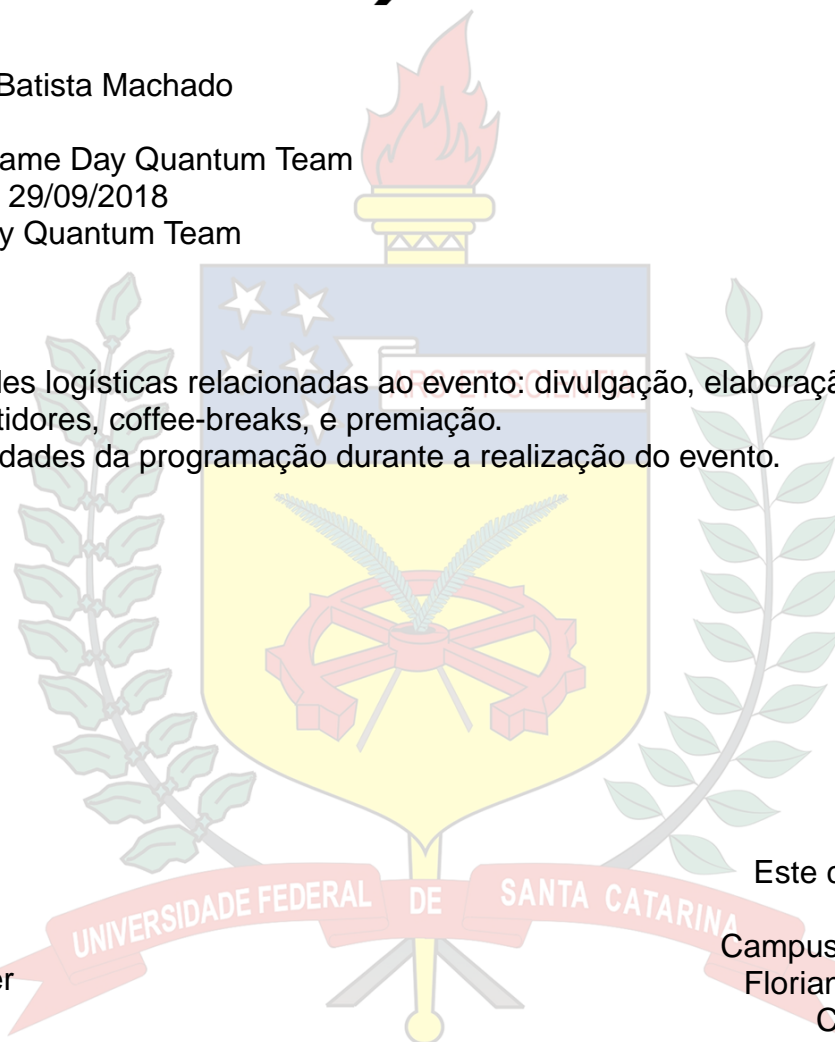 Batista Machado
ame Day Quantum Team
29/09/2018
y Quantum Team
des logísticas relacionadas ao evento: divulgação, elaboraçã
tidores, coffee-breaks, e premiação.
dades da programação durante a realização do evento.
ARS ET SCIENTIA
Este
UNIVERSIDADE FEDERAL DE SANTA CATARINA
Campus
er
Florian
C